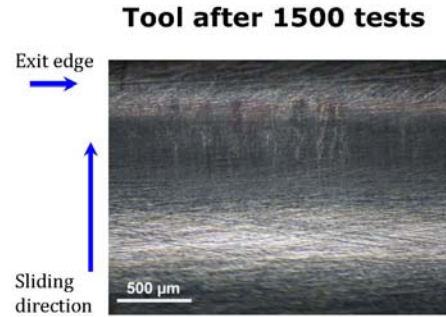 Tool after 1500 tests
Exit edge
Sliding
direction
500 µm